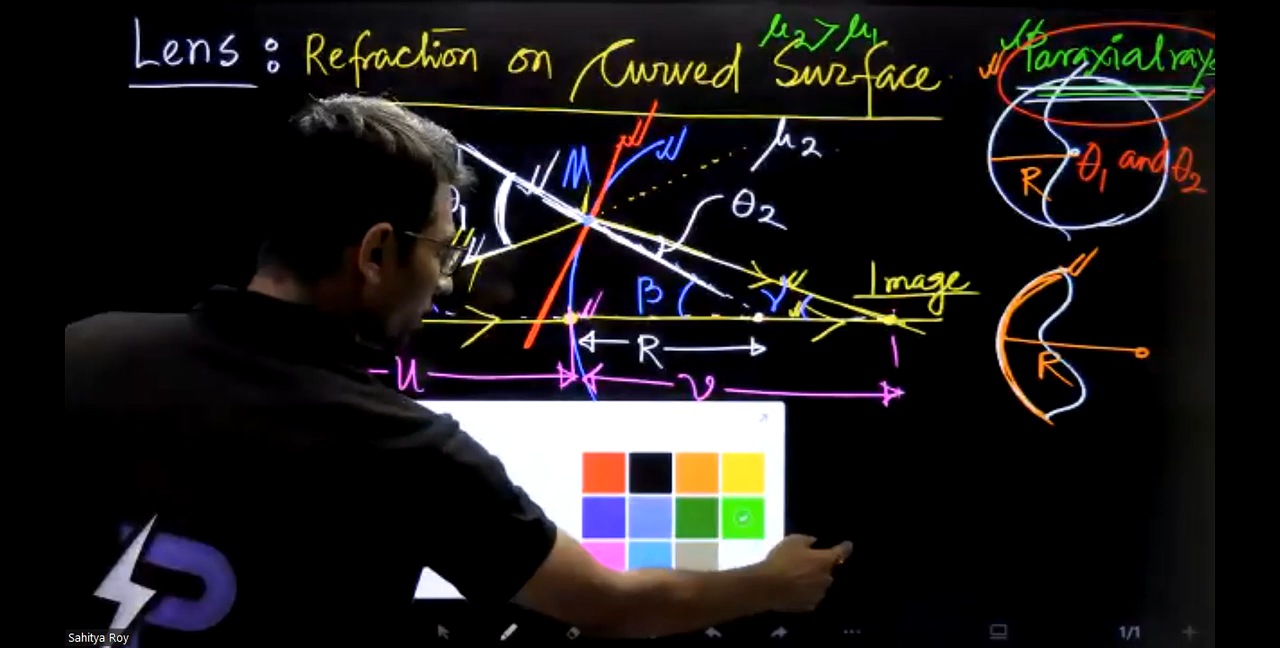 Lens : Refraction on Curved Surface
μ2 > μ1
Paraxial rays
θ1 and θ2
R
M
μ2
θ2
θ1
β
γ
Image
R
R
u
v
Sahitya Roy
1/1